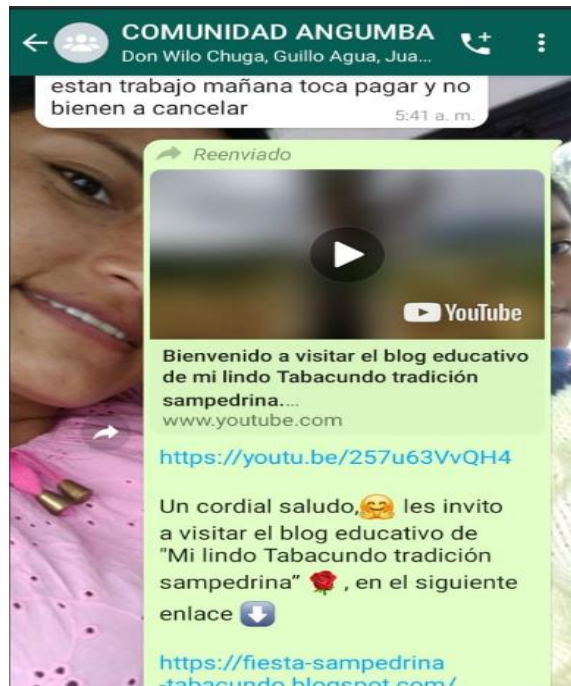 COMUNIDAD ANGUMBA
Don Wilo Chuga, Guillo Agua, Jua...
estan trabajo mañana toca pagar y no
bienen a cancelar
5:41 a. m.
Reenviado
YouTube
Bienvenido a visitar el blog educativo
de mi lindo Tabacundo tradición
sampedrina....
www.youtube.com
https://youtu.be/257u63VvQH4
Un cordial saludo,🤗 les invito
a visitar el blog educativo de
"Mi lindo Tabacundo tradición
sampedrina” 🌹 , en el siguiente
enlace ⬇️
https://fiesta-sampedrina
-tabacundo.blogspot.com/